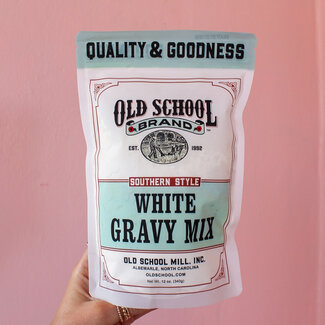 QUALITY & GOODNESS
OLD SCHOOL
BRAND™
EST. 1992
SOUTHERN STYLE
WHITE
GRAVY MIX
OLD SCHOOL MILL, INC.
ALBEMARLE, NORTH CAROLINA
OLDSCHOOL.COM
Net Wt. 12 oz. (340g)